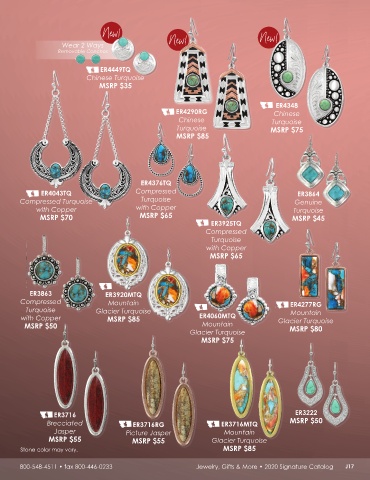 New!
New!
New!
Wear 2 Ways
Removable Cabs
ER4449TQ
Chinese Turquoise
MSRP $35
ER4290RG
Chinese
Turquoise
MSRP $85
ER4348
Chinese
Turquoise
MSRP $75
ER4043TQ
Compressed Turquoise
with Copper
MSRP $70
ER4376TQ
Compressed
Turquoise
with Copper
MSRP $65
ER3925TQ
Compressed
Turquoise
with Copper
MSRP $65
ER3864
Genuine
Turquoise
MSRP $45
ER3863
Compressed
Turquoise
with Copper
MSRP $50
ER3920MTQ
Mountain
Glacier Turquoise
MSRP $85
ER4060MTQ
Mountain
Glacier Turquoise
MSRP $75
ER4277RG
Mountain
Glacier Turquoise
MSRP $80
ER3716
Brecciated
Jasper
MSRP $55
ER3716RG
Picture Jasper
MSRP $55
ER3716MTQ
Mountain
Glacier Turquoise
MSRP $85
ER3222
MSRP $50
Stone color may vary.
800-548-4511 • fax 800-446-0233
Jewelry, Gifts & More • 2020 Signature Catalog J17